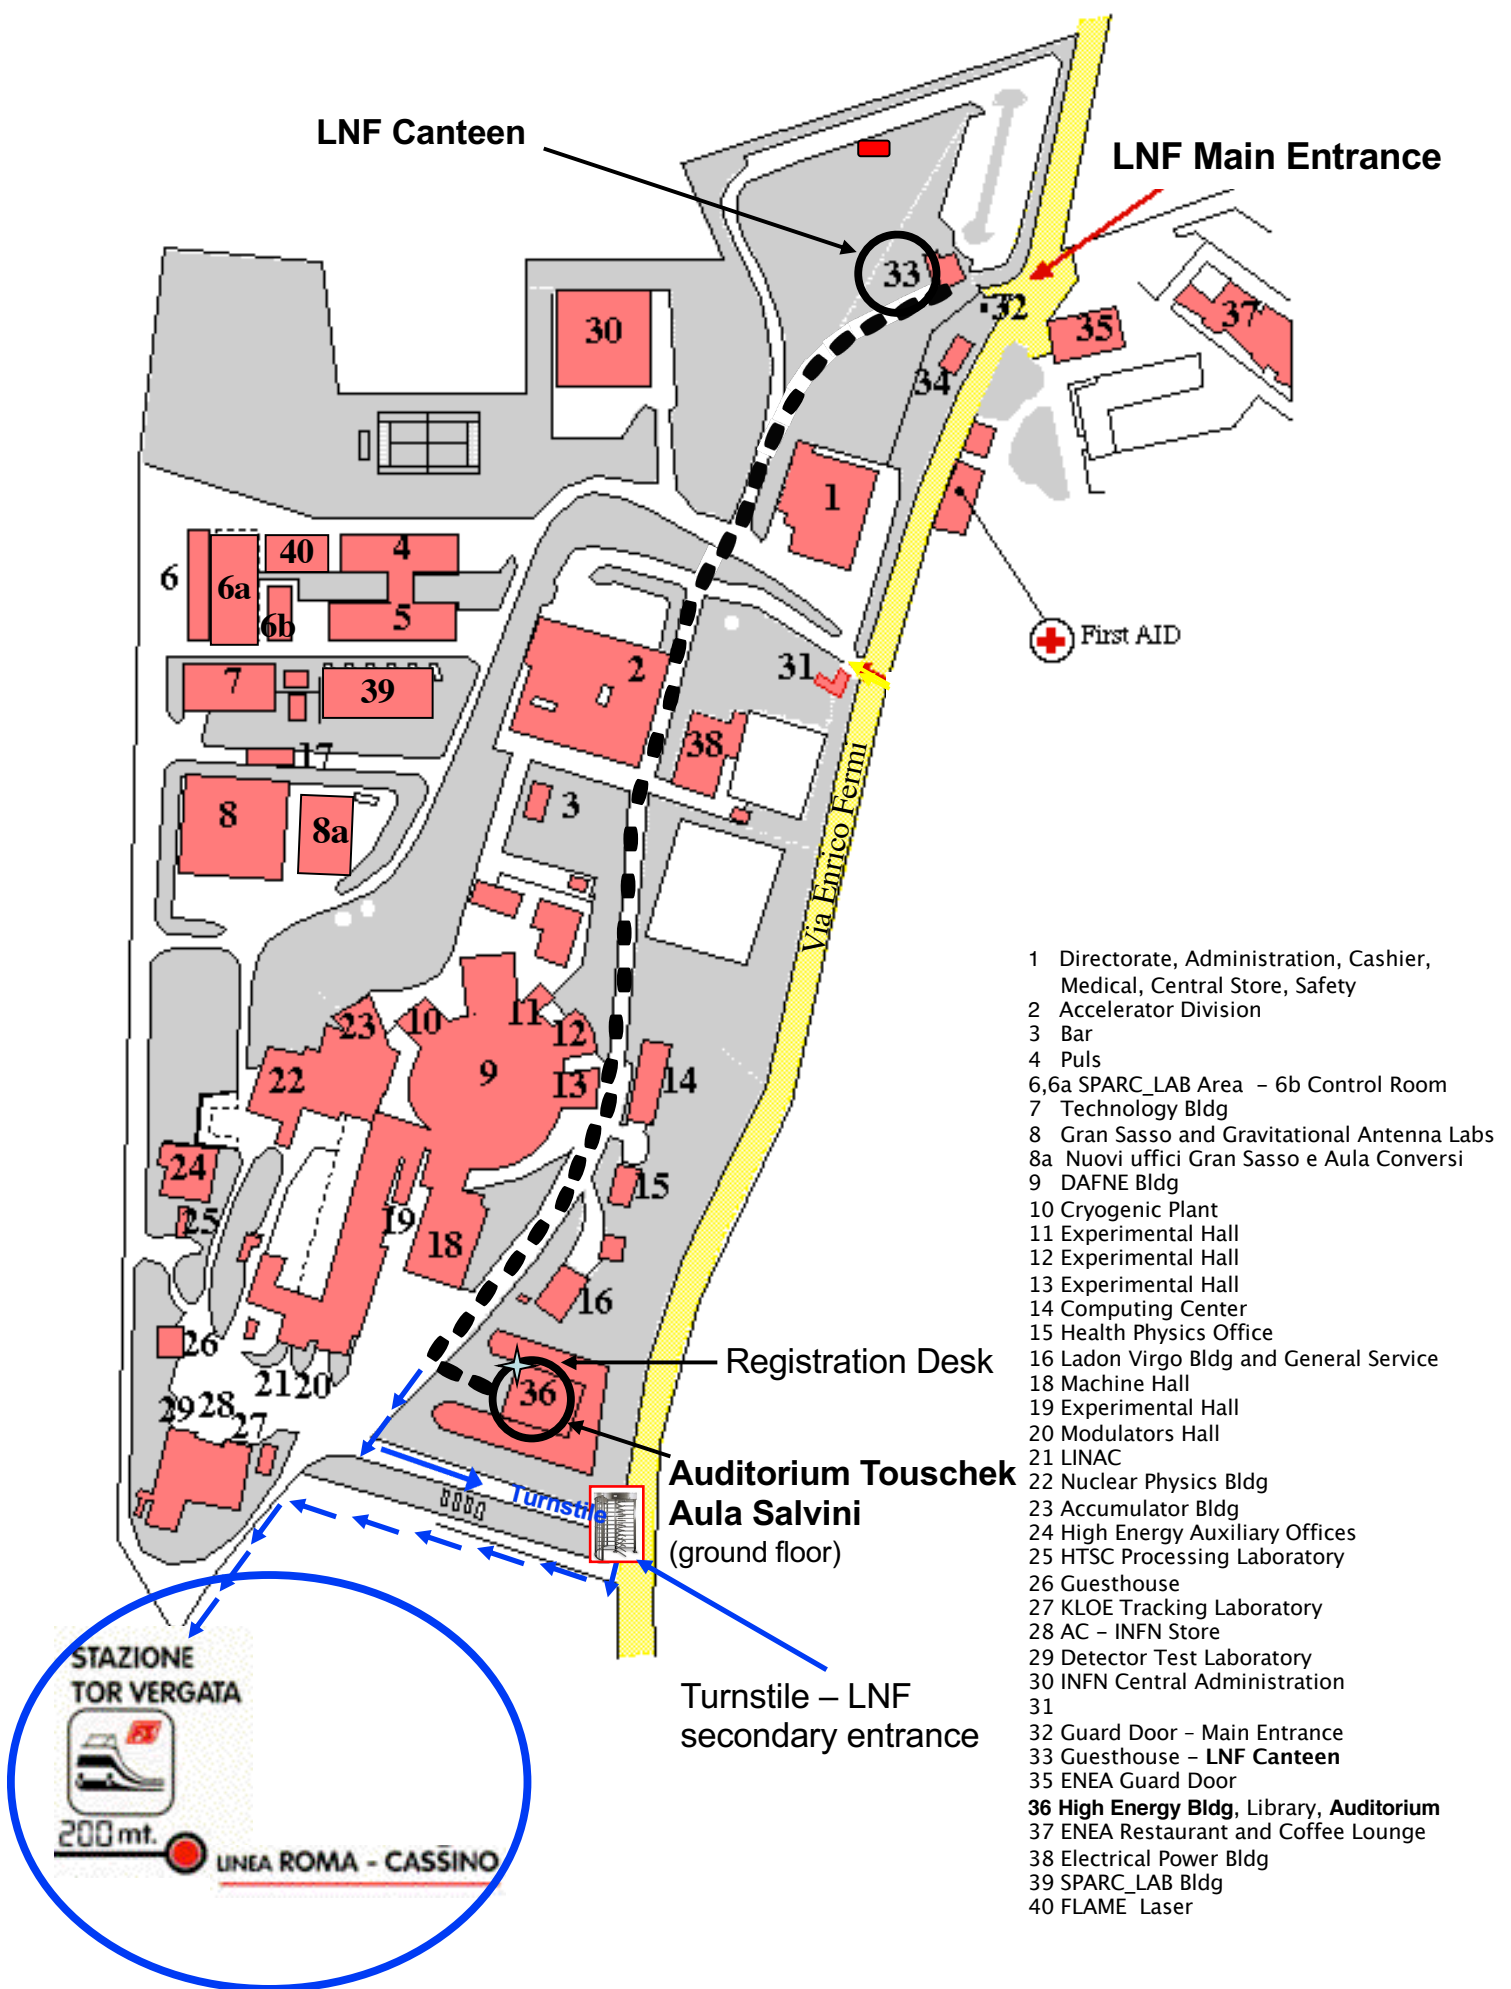 LNF Canteen
LNF Main Entrance
33
32
30
35
37
34
1
40
4
6
6a
6b
5
First AID
2
31
7
39
17
38
3
8
8a
Via Enrico Fermi
23
10
11
12
9
13
14
22
24
15
25
19
18
16
26
Registration Desk
36
21
20
29
28
27
Auditorium Touschek
Aula Salvini
(ground floor)
Turnstile
STAZIONE
TOR VERGATA
FS
200 mt.
LINEA ROMA - CASSINO
Turnstile – LNF
secondary entrance
1 Directorate, Administration, Cashier,
Medical, Central Store, Safety
2 Accelerator Division
3 Bar
4 Puls
6,6a SPARC_LAB Area – 6b Control Room
7 Technology Bldg
8 Gran Sasso and Gravitational Antenna Labs
8a Nuovi uffici Gran Sasso e Aula Conversi
9 DAFNE Bldg
10 Cryogenic Plant
11 Experimental Hall
12 Experimental Hall
13 Experimental Hall
14 Computing Center
15 Health Physics Office
16 Ladon Virgo Bldg and General Service
18 Machine Hall
19 Experimental Hall
20 Modulators Hall
21 LINAC
22 Nuclear Physics Bldg
23 Accumulator Bldg
24 High Energy Auxiliary Offices
25 HTSC Processing Laboratory
26 Guesthouse
27 KLOE Tracking Laboratory
28 AC – INFN Store
29 Detector Test Laboratory
30 INFN Central Administration
31
32 Guard Door – Main Entrance
33 Guesthouse – LNF Canteen
35 ENEA Guard Door
36 High Energy Bldg, Library, Auditorium
37 ENEA Restaurant and Coffee Lounge
38 Electrical Power Bldg
39 SPARC_LAB Bldg
40 FLAME Laser